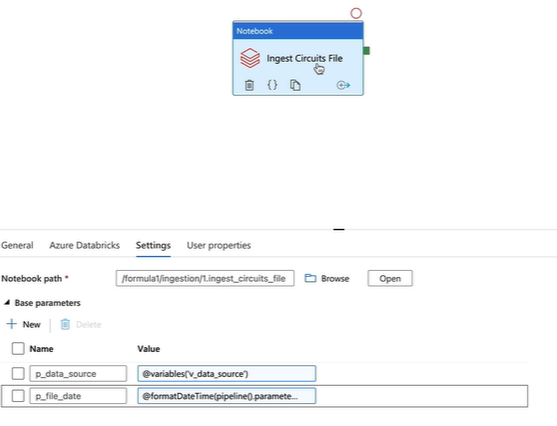 Notebook
Ingest Circuits File
{}
General Azure Databricks Settings User properties
Notebook path * /formula1/ingestion/1.ingest_circuits_file Browse Open
Base parameters
New Delete
Name Value
p_data_source @variables('v_data_source')
p_file_date @formatDateTime(pipeline().paramete...